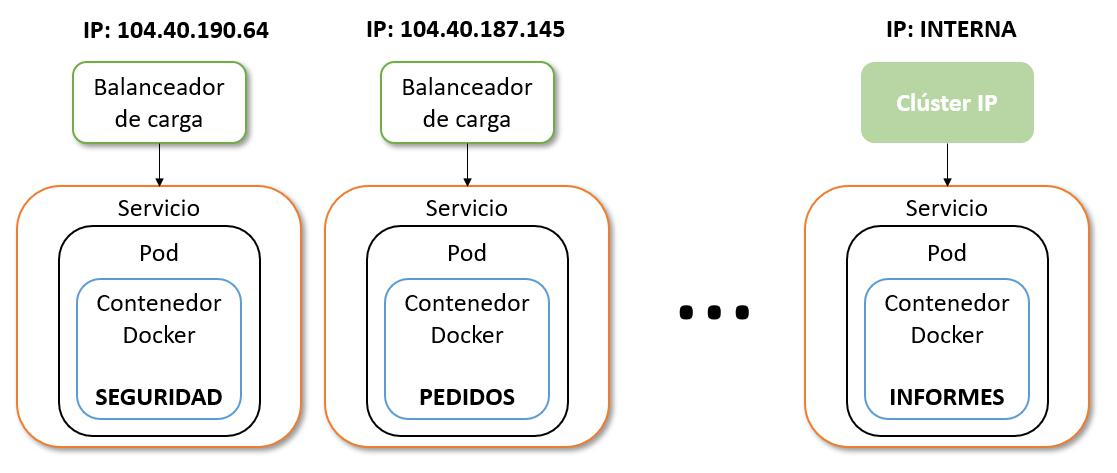 IP: 104.40.190.64
Balanceador
de carga
Servicio
Pod
Contenedor
Docker
SEGURIDAD
IP: 104.40.187.145
Balanceador
de carga
Servicio
Pod
Contenedor
Docker
PEDIDOS
...
IP: INTERNA
Clúster IP
Servicio
Pod
Contenedor
Docker
INFORMES